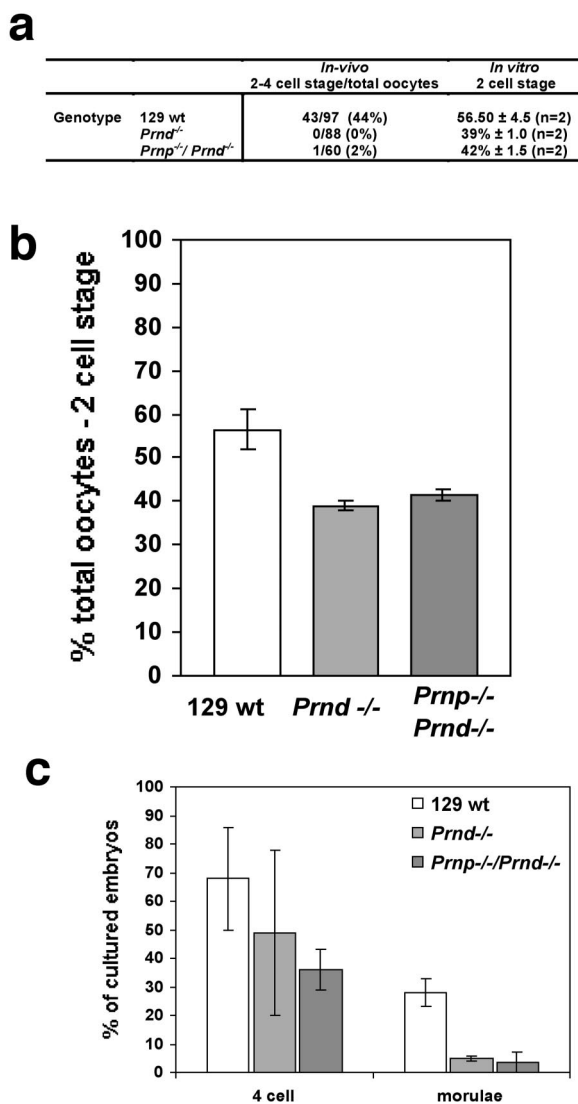 a
In-vivo In vitro
2-4 cell stage/total oocytes 2 cell stage
Genotype 129 wt 43/97 (44%) 56.50 ± 4.5 (n=2)
Prnd-/- 0/88 (0%) 39% ± 1.0 (n=2)
Prnp-/-/ Prnd-/- 1/60 (2%) 42% ± 1.5 (n=2)
b
% total oocytes - 2 cell stage
100
90
80
70
60
50
40
30
20
10
0
129 wt Prnd -/- Prnp-/-
Prnd-/-
c
% of cultured embryos
100
90
80
70
60
50
40
30
20
10
0
129 wt
Prnd-/-
Prnp-/-/Prnd-/-
4 cell morulae